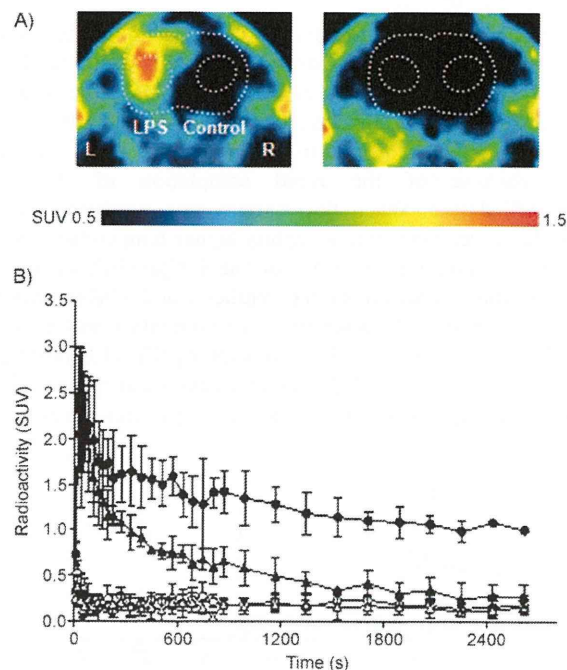 A)
LPS Control
L R
SUV 0.5 1.5
B)
3.5
3.0
2.5
2.0
1.5
1.0
0.5
0.0
Radioactivity (SUV)
0 600 1200 1800 2400
Time (s)